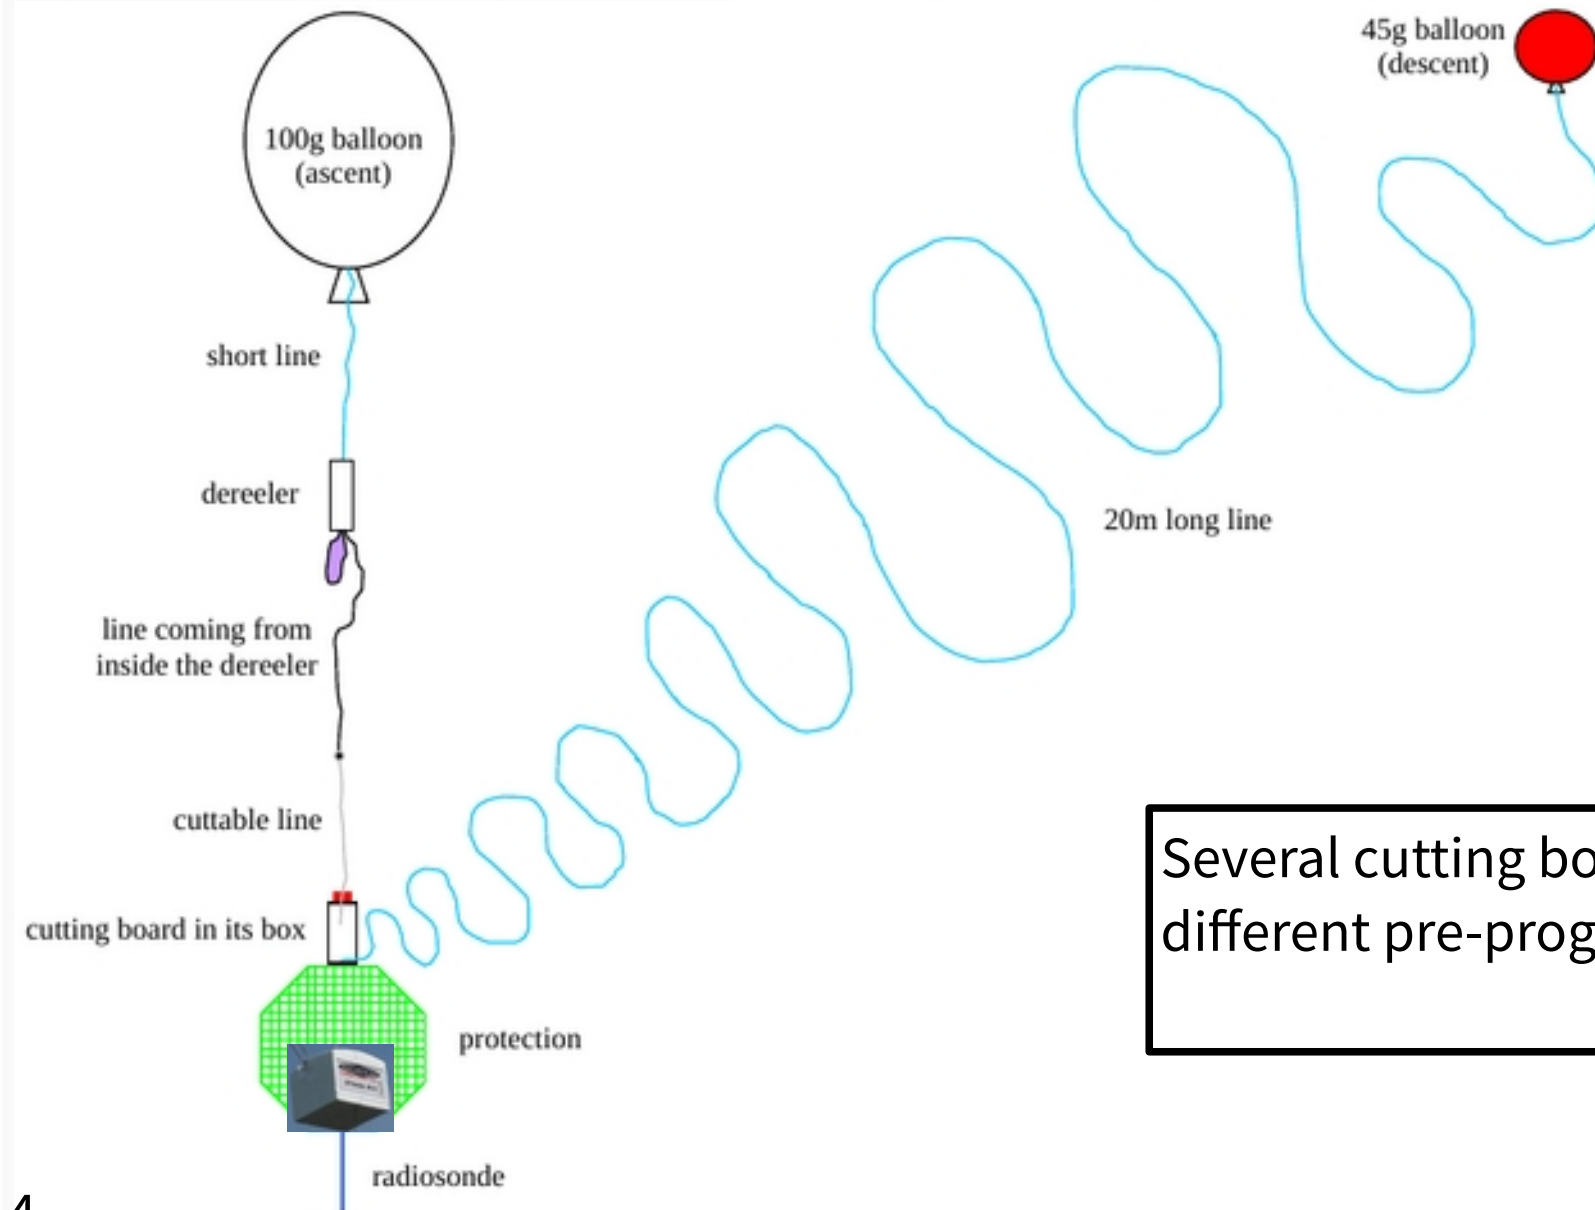 45g balloon
(descent)
100g balloon
(ascent)
short line
dereeler
20m long line
line coming from
inside the dereeler
cuttable line
Several cutting bo
different pre-prog
cutting board in its box
protection
radiosonde
4